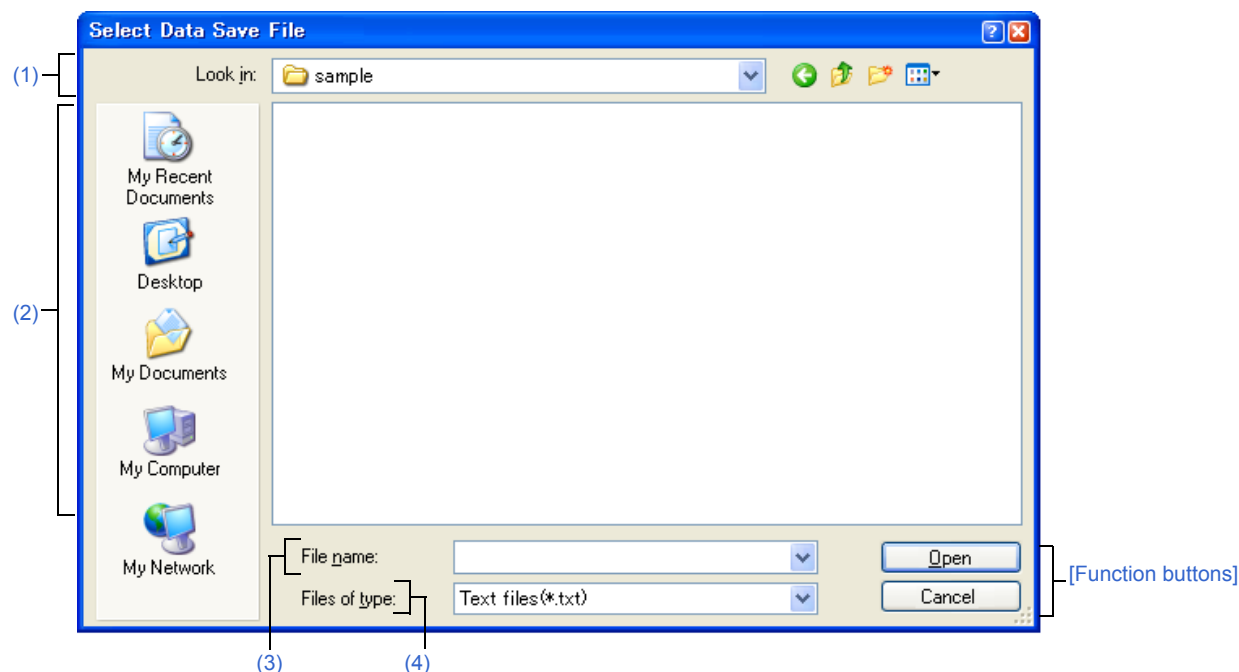 Select Data Save File
(1)
Look in:
sample
(2)
My Recent
Documents
Desktop
My Documents
My Computer
My Network
File name:
Open
[Function buttons]
Files of type:
Text files(*.txt)
Cancel
(3)
(4)